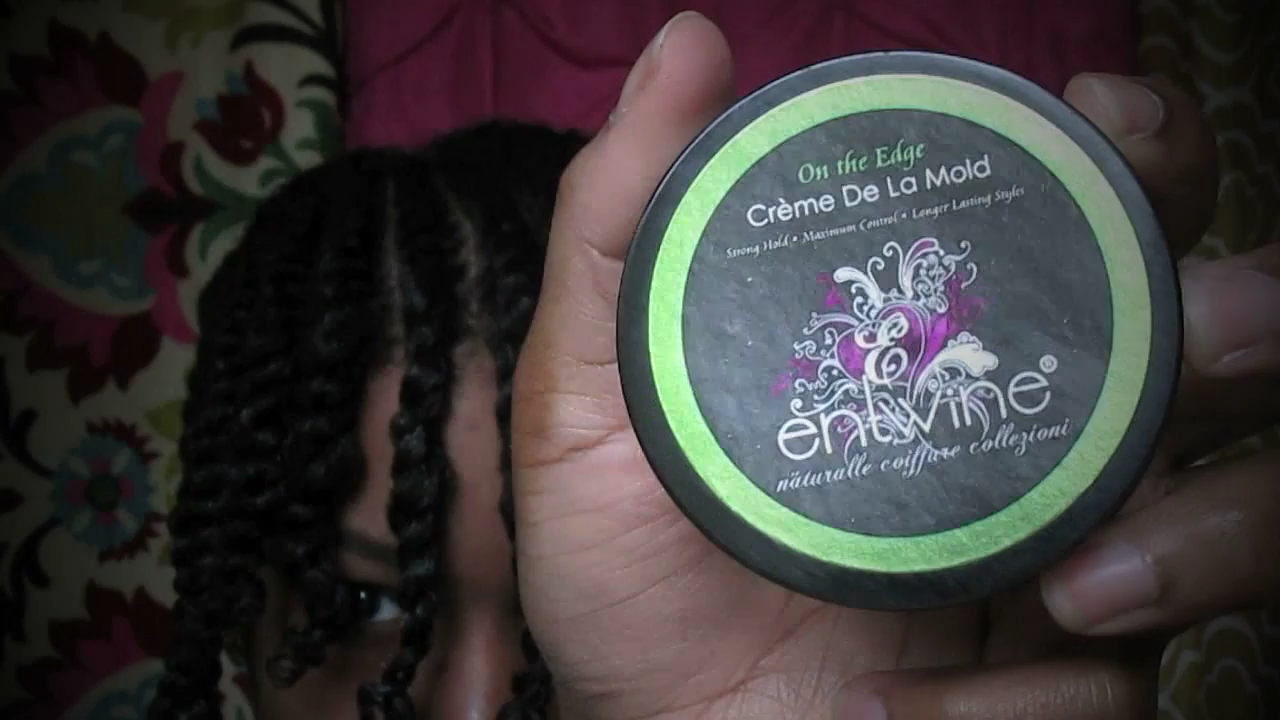 On the Edge
Crème De La Mold
Strong Hold • Maximum Control • Longer Lasting Styles
E
entwine®
näturalle coiffure collezioni